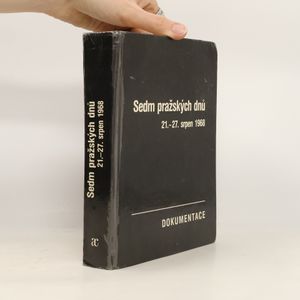 Sedm pražských dnů
21.–27. srpen 1968
DOKUMENTACE
Sedm pražských dnů
21.–27. srpen 1968